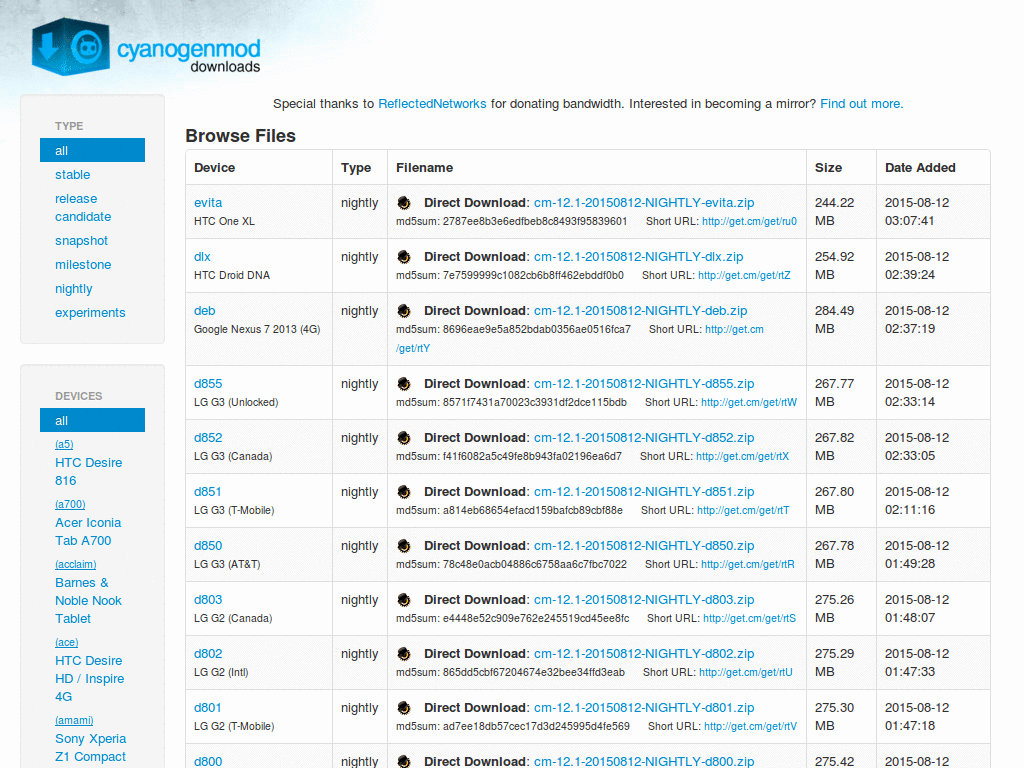 cyanogenmod
downloads
Special thanks to ReflectedNetworks for donating bandwidth. Interested in becoming a mirror? Find out more.
TYPE
all
stable
release
candidate
snapshot
milestone
nightly
experiments
DEVICES
all
(a5)
HTC Desire
816
(a700)
Acer Iconia
Tab A700
(acclaim)
Barnes &
Noble Nook
Tablet
(ace)
HTC Desire
HD / Inspire
4G
(amami)
Sony Xperia
Z1 Compact
Browse Files
Device Type Filename Size Date Added
evita nightly Direct Download: cm-12.1-20150812-NIGHTLY-evita.zip 244.22 2015-08-12
HTC One XL md5sum: 2787ee8b3e6edfbeb8c8493f95839601 Short URL: http://get.cm/get/ru0 MB 03:07:41
dlx nightly Direct Download: cm-12.1-20150812-NIGHTLY-dlx.zip 254.92 2015-08-12
HTC Droid DNA md5sum: 7e7599999c1082cb6b8ff462ebddf0b0 Short URL: http://get.cm/get/rtZ MB 02:39:24
deb nightly Direct Download: cm-12.1-20150812-NIGHTLY-deb.zip 284.49 2015-08-12
Google Nexus 7 2013 (4G) md5sum: 8696eae9e5a852bdab0356ae0516fca7 Short URL: http://get.cm MB 02:37:19
/get/rtY
d855 nightly Direct Download: cm-12.1-20150812-NIGHTLY-d855.zip 267.77 2015-08-12
LG G3 (Unlocked) md5sum: 8571f7431a70023c3931df2dce115bdb Short URL: http://get.cm/get/rtW MB 02:33:14
d852 nightly Direct Download: cm-12.1-20150812-NIGHTLY-d852.zip 267.82 2015-08-12
LG G3 (Canada) md5sum: f41f6082a5c49fe8b943fa02196ea6d7 Short URL: http://get.cm/get/rtX MB 02:33:05
d851 nightly Direct Download: cm-12.1-20150812-NIGHTLY-d851.zip 267.80 2015-08-12
LG G3 (T-Mobile) md5sum: a814eb68654efacd159bafcb89cbf88e Short URL: http://get.cm/get/rtT MB 02:11:16
d850 nightly Direct Download: cm-12.1-20150812-NIGHTLY-d850.zip 267.78 2015-08-12
LG G3 (AT&T) md5sum: 78c48e0acb04886c6758aa6c7fbc7022 Short URL: http://get.cm/get/rtR MB 01:49:28
d803 nightly Direct Download: cm-12.1-20150812-NIGHTLY-d803.zip 275.26 2015-08-12
LG G2 (Canada) md5sum: e4448e52c909e762e245519cd45ee8fc Short URL: http://get.cm/get/rtS MB 01:48:07
d802 nightly Direct Download: cm-12.1-20150812-NIGHTLY-d802.zip 275.29 2015-08-12
LG G2 (Intl) md5sum: 865dd5cbf67204674e32bee34ffd3eab Short URL: http://get.cm/get/rtU MB 01:47:33
d801 nightly Direct Download: cm-12.1-20150812-NIGHTLY-d801.zip 275.30 2015-08-12
LG G2 (T-Mobile) md5sum: ad7ee18db57cec17d3d245995d4fe569 Short URL: http://get.cm/get/rtV MB 01:47:18
d800 nightly Direct Download: cm-12.1-20150812-NIGHTLY-d800.zip 275.42 2015-08-12